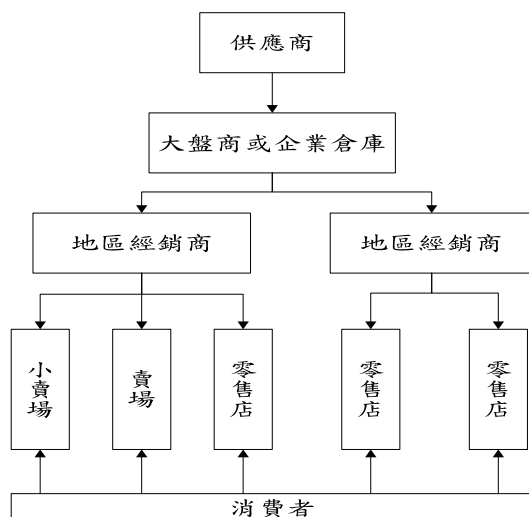 供應商
大盤商或企業倉庫
地區經銷商
地區經銷商
小賣場
賣場
零售店
零售店
零售店
消費者